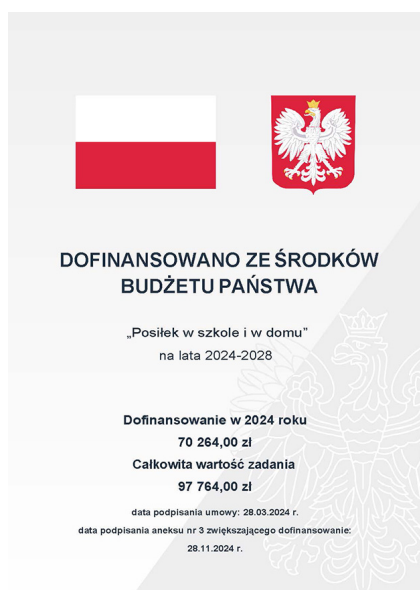 DOFINANSOWANO ZE ŚRODKÓW
BUDŻETU PAŃSTWA
„Posiłek w szkole i w domu”
na lata 2024-2028
Dofinansowanie w 2024 roku
70 264,00 zł
Całkowita wartość zadania
97 764,00 zł
data podpisania umowy: 28.03.2024 r.
data podpisania aneksu nr 3 zwiększającego dofinansowanie:
28.11.2024 r.